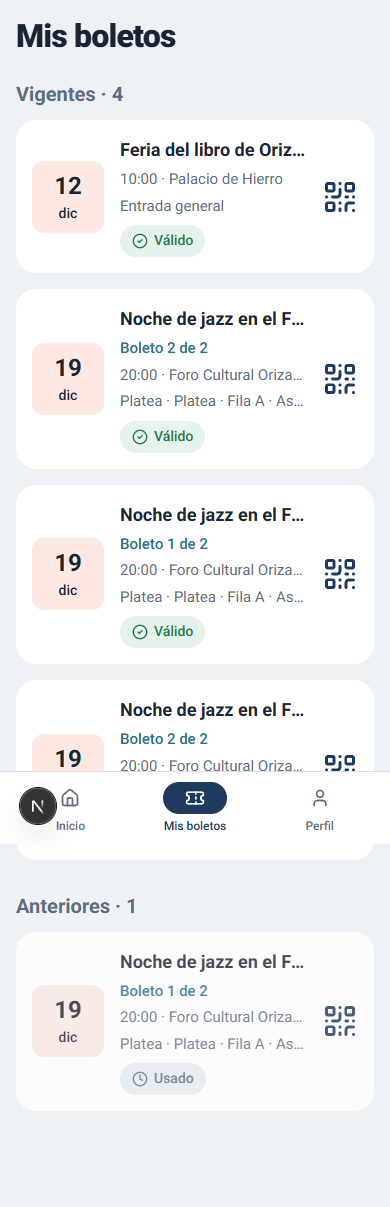 Mis boletos
Vigentes · 4
Feria del libro de Oriz...
12
dic
10:00 · Palacio de Hierro
Entrada general
Válido
Noche de jazz en el F...
19
dic
Boleto 2 de 2
20:00 · Foro Cultural Oriza...
Platea · Platea · Fila A · As...
Válido
Noche de jazz en el F...
19
dic
Boleto 1 de 2
20:00 · Foro Cultural Oriza...
Platea · Platea · Fila A · As...
Válido
Noche de jazz en el F...
19
Boleto 2 de 2
20:00 · Foro Cultural Oriza...
N
Inicio
Mis boletos
Perfil
Anteriores · 1
Noche de jazz en el F...
19
dic
Boleto 1 de 2
20:00 · Foro Cultural Oriza...
Platea · Platea · Fila A · As...
Usado